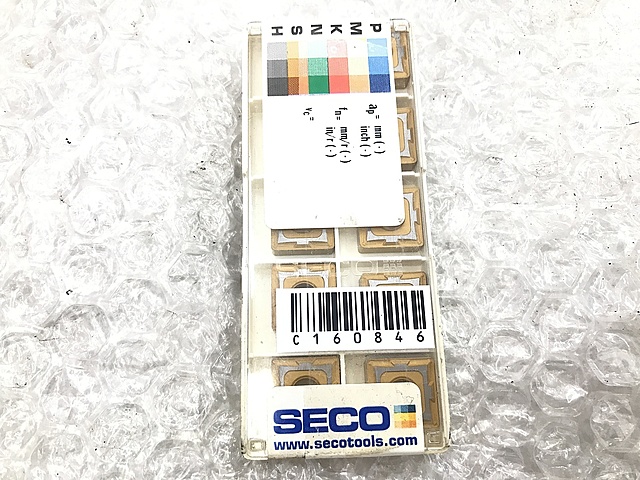 H S N K M P
ap= mm (-)
inch (-)
fn= mm/r (-)
in/r (-)
vc=
C160846
SECO
www.secotools.com